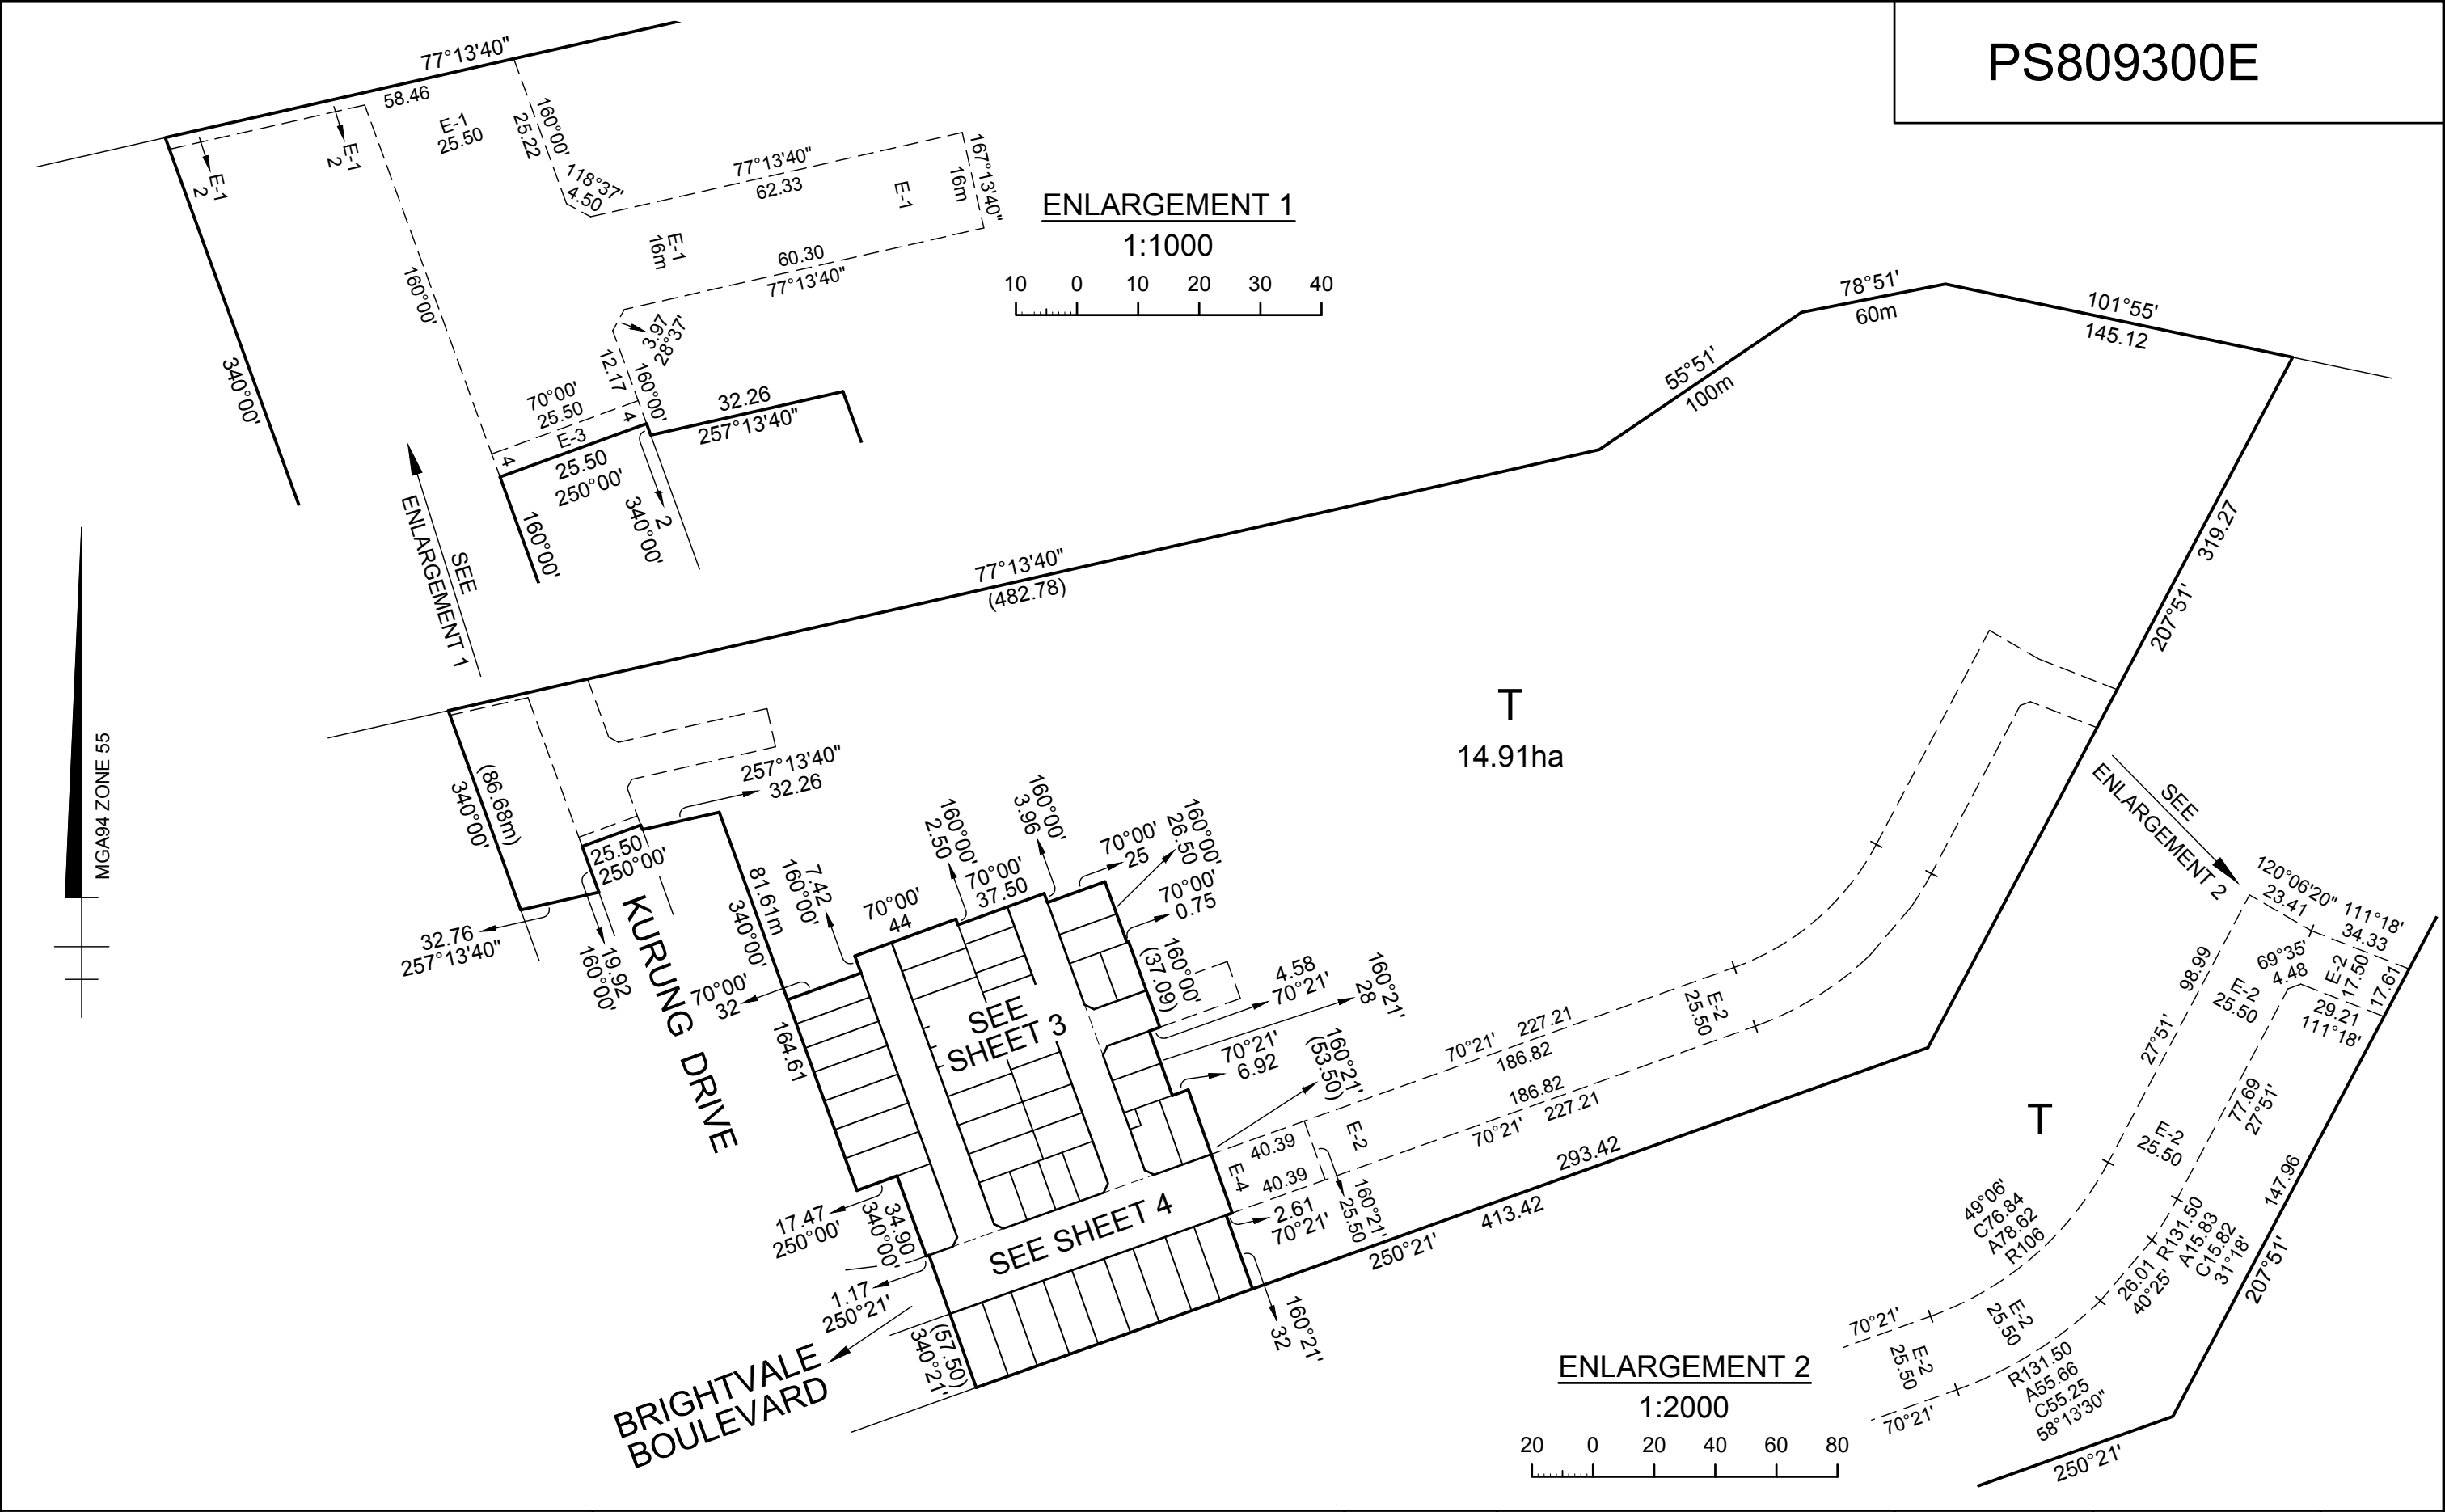 PS809300E
77°13'40"
58.46
E-1
25.50
E-1
2
E-1
2
160°00'
25.22
118°37'
4.50
77°13'40"
62.33
E-1
167°13'40"
16m
E-1
16m
60.30
77°13'40"
3.97
28°37'
12.17
160°00'
160°00'
340°00'
70°00'
25.50
4
E-3
4
25.50
250°00'
32.26
257°13'40"
160°00'
340°00'
2
ENLARGEMENT 1
1:1000
10 0 10 20 30 40
SEE
ENLARGEMENT 1
MGA94 ZONE 55
78°51'
60m
101°55'
145.12
55°51'
100m
319.27
207°51'
77°13'40"
(482.78)
T
14.91ha
(86.68m)
340°00'
257°13'40"
32.26
25.50
250°00'
32.76
257°13'40"
19.92
160°00'
KURUNG DRIVE
81.61m
340°00'
7.42
160°00'
70°00'
32
164.61
70°00'
44
160°00'
2.50
70°00'
37.50
160°00'
3.96
70°00'
25
160°00'
26.50
70°00'
0.75
160°00'
(37.09)
4.58
70°21'
160°21'
28
70°21'
6.92
160°21'
(53.50)
SEE
SHEET 3
SEE SHEET 4
17.47
250°00'
34.90
340°00'
1.17
250°21'
BRIGHTVALE
BOULEVARD
(57.50)
340°21'
160°21'
32
40.39
E-4
40.39
E-2
2.61
70°21'
160°21'
25.50
70°21' 227.21
186.82
186.82
70°21' 227.21
E-2
25.50
293.42
413.42
250°21'
SEE
ENLARGEMENT 2
120°06'20"
23.41
111°18'
34.33
69°35'
4.48
E-2
17.50
17.61
29.21
111°18'
E-2
25.50
98.99
27°51'
77.69
27°51'
E-2
25.50
T
147.96
207°51'
49°06'
C76.84
A78.62
R106
R131.50
A15.83
C15.82
31°18'
26.01
40°25'
70°21'
E-2
25.50
E-2
25.50
70°21'
R131.50
A55.66
C55.25
58°13'30"
250°21'
ENLARGEMENT 2
1:2000
20 0 20 40 60 80